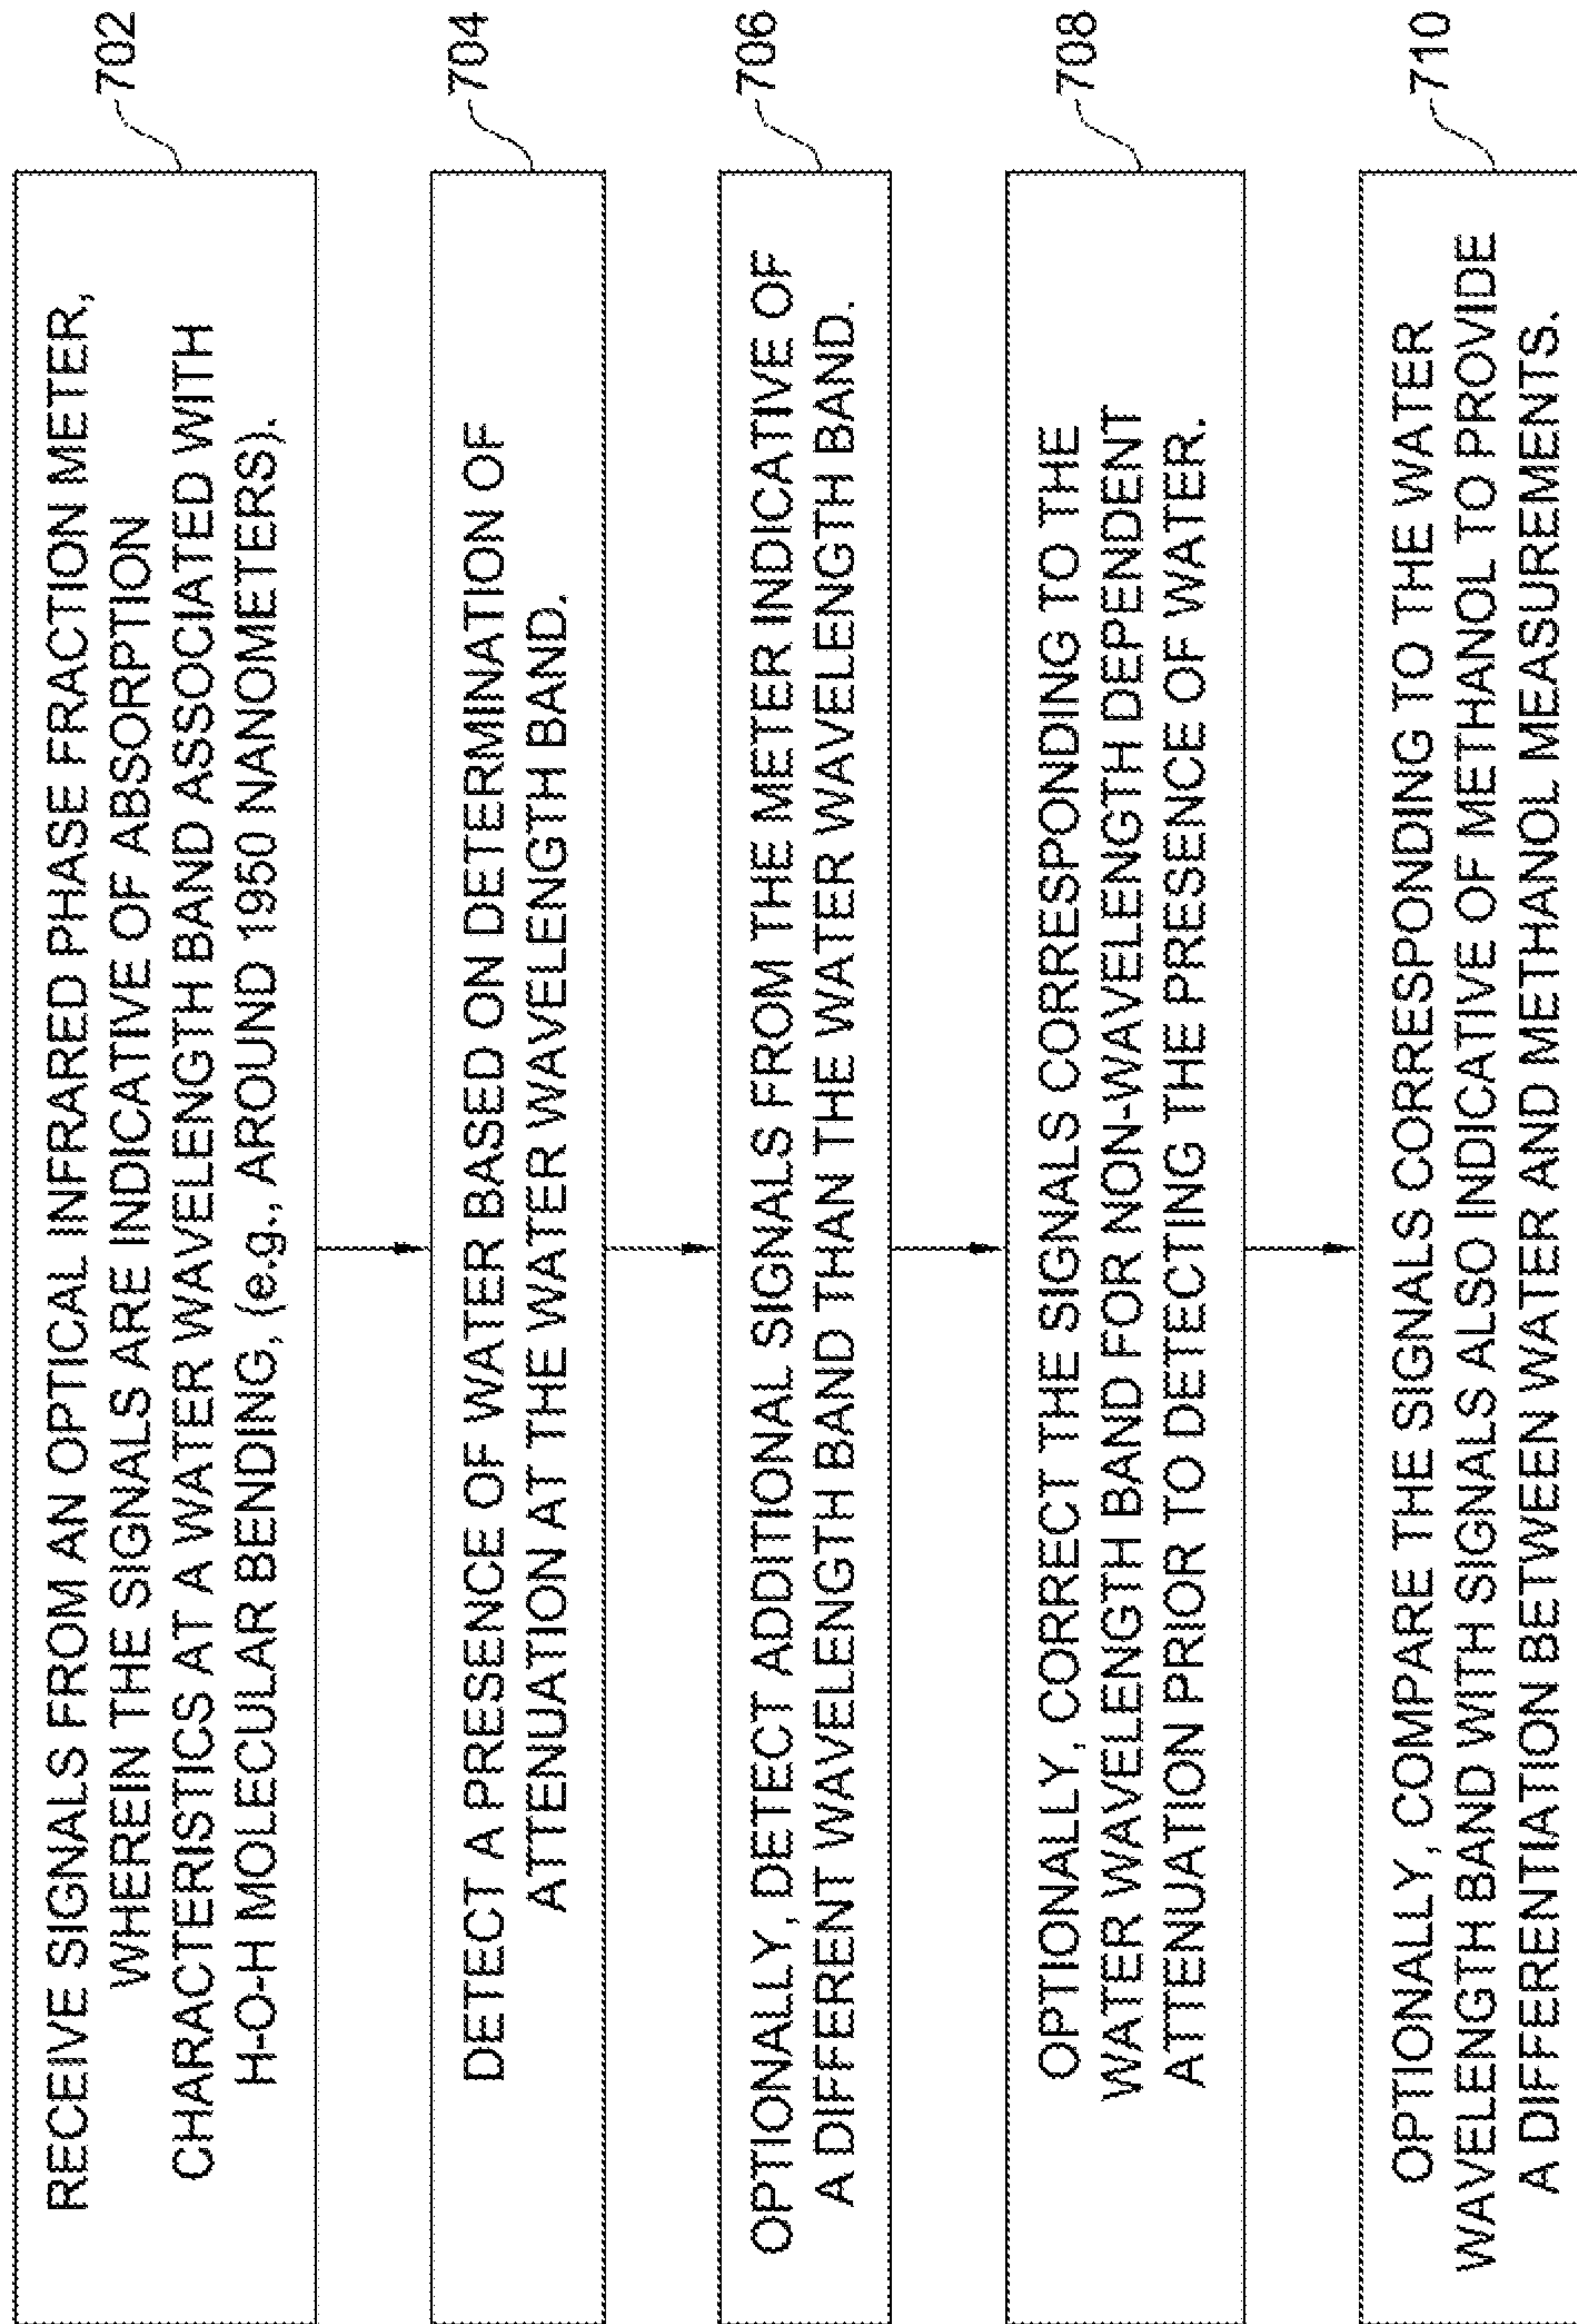 RECEIVE SIGNALS FROM AN OPTICAL INFRARED PHASE FRACTION METER,
WHEREIN THE SIGNALS ARE INDICATIVE OF ABSORPTION
CHARACTERISTICS AT A WATER WAVELENGTH BAND ASSOCIATED WITH
H-O-H MOLECULAR BENDING, (e.g., AROUND 1950 NANOMETERS).
702
DETECT A PRESENCE OF WATER BASED ON DETERMINATION OF
ATTENUATION AT THE WATER WAVELENGTH BAND.
704
OPTIONALLY, DETECT ADDITIONAL SIGNALS FROM THE METER INDICATIVE OF
A DIFFERENT WAVELENGTH BAND THAN THE WATER WAVELENGTH BAND.
706
OPTIONALLY, CORRECT THE SIGNALS CORRESPONDING TO THE
WATER WAVELENGTH BAND FOR NON-WAVELENGTH DEPENDENT
ATTENUATION PRIOR TO DETECTING THE PRESENCE OF WATER.
708
OPTIONALLY, COMPARE THE SIGNALS CORRESPONDING TO THE WATER
WAVELENGTH BAND WITH SIGNALS ALSO INDICATIVE OF METHANOL TO PROVIDE
A DIFFERENTIATION BETWEEN WATER AND METHANOL MEASUREMENTS.
710